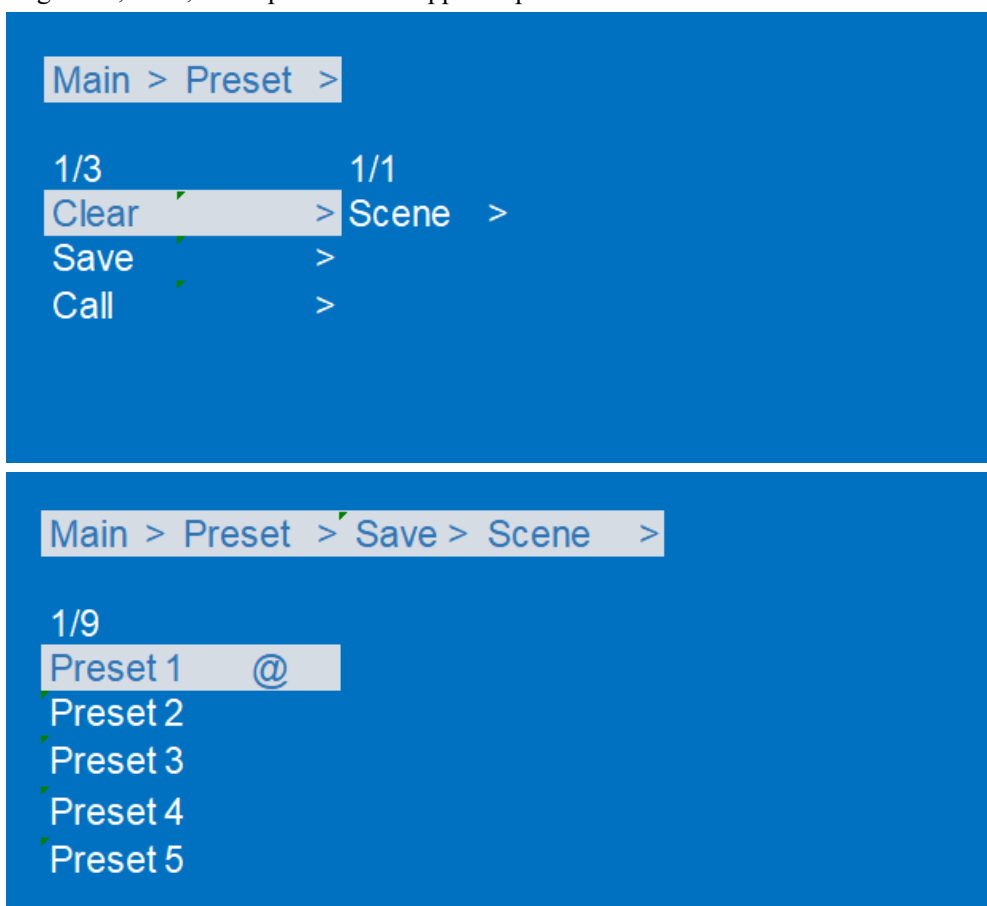 Main > Preset >
1/3 1/1
Clear > Scene >
Save >
Call >
Main > Preset > Save > Scene >
1/9
Preset 1 @
Preset 2
Preset 3
Preset 4
Preset 5